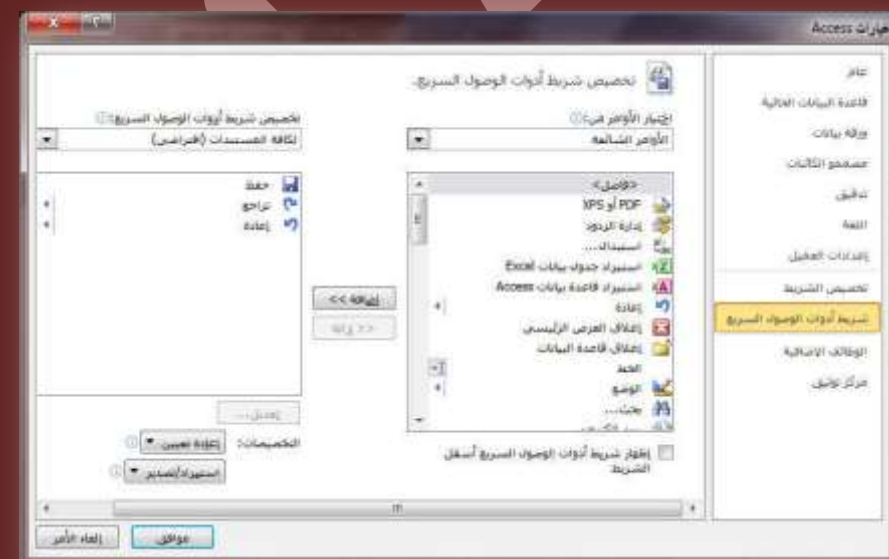 خيارات Access
عام
قاعدة البيانات الحالية
ورقة بيانات
مصممو الكائنات
تدقيق
اللغة
إعدادات العميل
تخصيص الشريط
شريط أدوات الوصول السريع
الوظائف الإضافية
مركز توثيق
تخصيص شريط أدوات الوصول السريع.
اختيار الأوامر من:
الأوامر الشائعة
<فاصل>
PDF أو XPS
إدارة الردود
استبدال...
استيراد جدول بيانات Excel
استيراد قاعدة بيانات Access
إعادة
إغلاق العرض الرئيسي
إغلاق قاعدة البيانات
الخط
الوضع
بحث...
إظهار شريط أدوات الوصول السريع أسفل
الشريط
إضافة >>
<< إزالة
تخصيص شريط أدوات الوصول السريع:
لكافة المستندات (افتراضي)
حفظ
تراجع
إعادة
تعديل...
التخصيصات:
إعادة تعيين
استيراد/تصدير
موافق
إلغاء الأمر